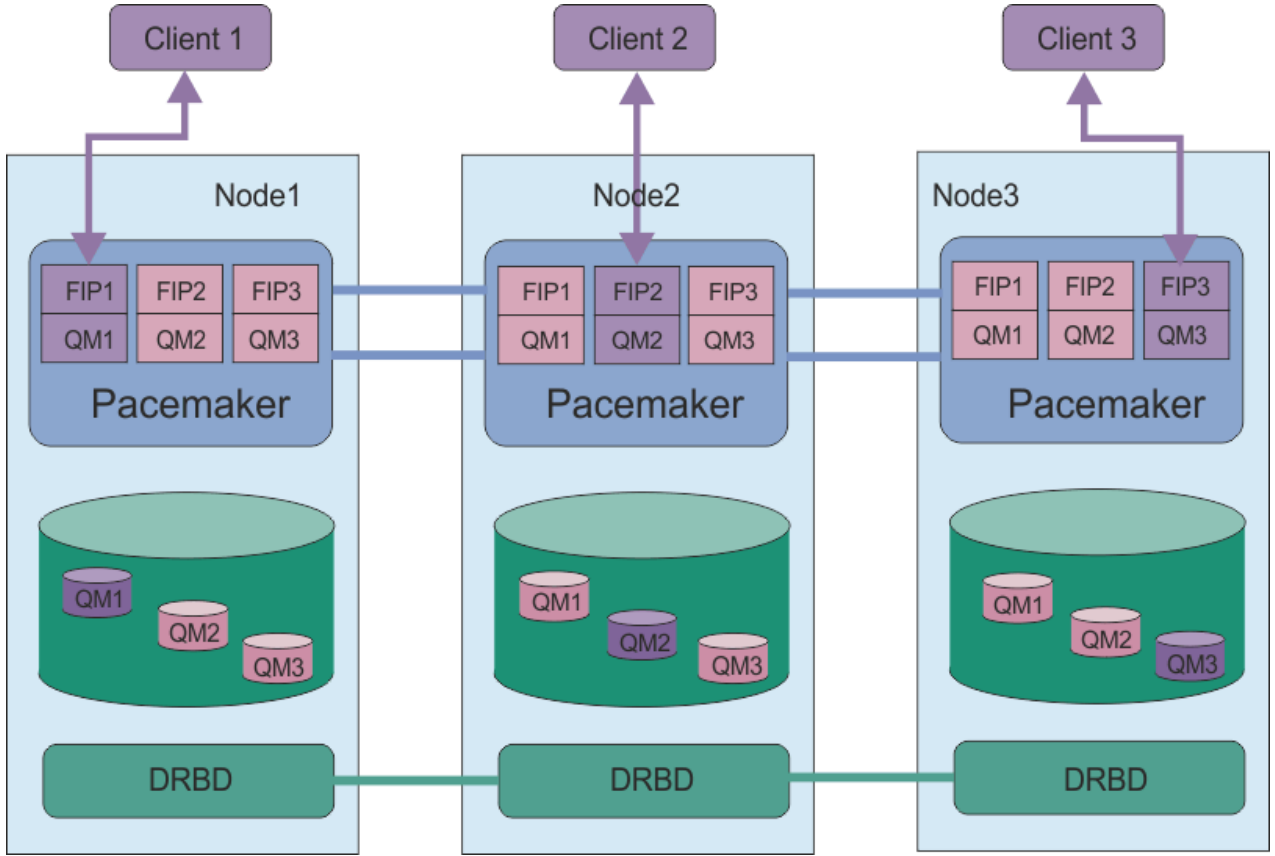 Client 1
Client 2
Client 3
Node1
Node2
Node3
FIP1 FIP2 FIP3
QM1 QM2 QM3
Pacemaker
FIP1 FIP2 FIP3
QM1 QM2 QM3
Pacemaker
FIP1 FIP2 FIP3
QM1 QM2 QM3
Pacemaker
QM1
QM2
QM3
QM1
QM2
QM3
QM1
QM2
QM3
DRBD
DRBD
DRBD